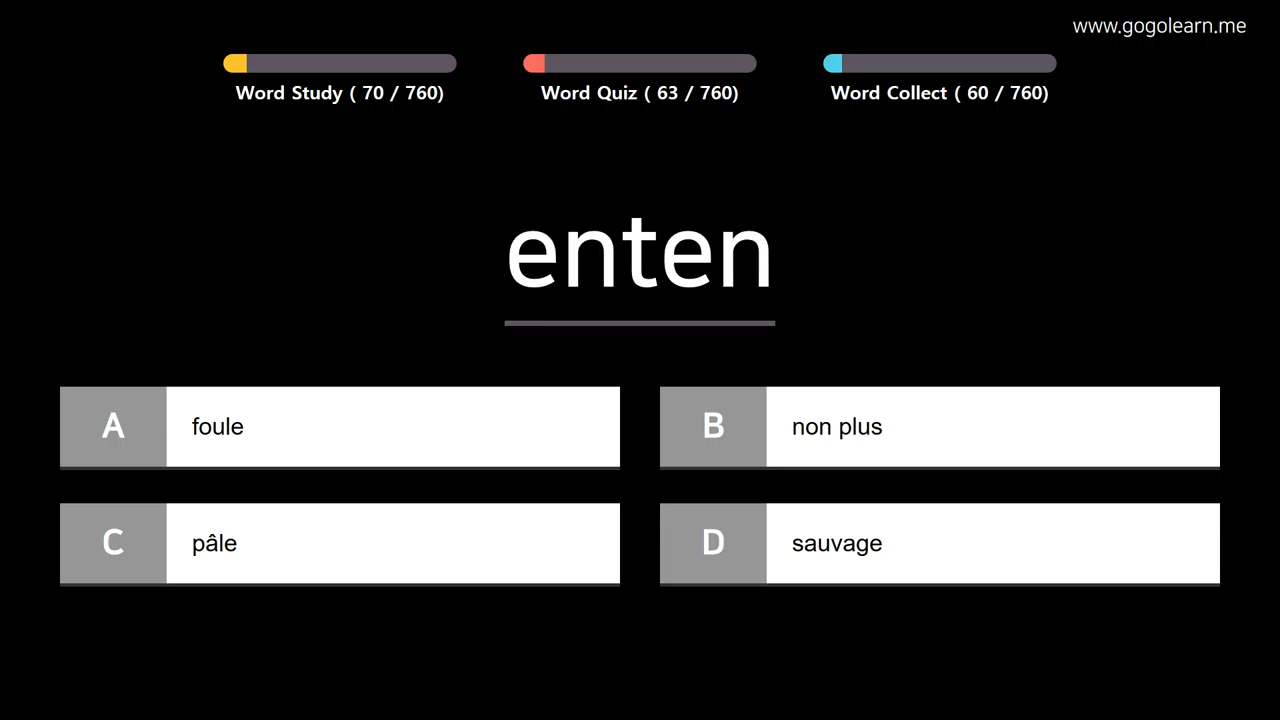 www.gogolearn.me
Word Study ( 70 / 760)
Word Quiz ( 63 / 760)
Word Collect ( 60 / 760)
enten
A foule
B non plus
C pâle
D sauvage